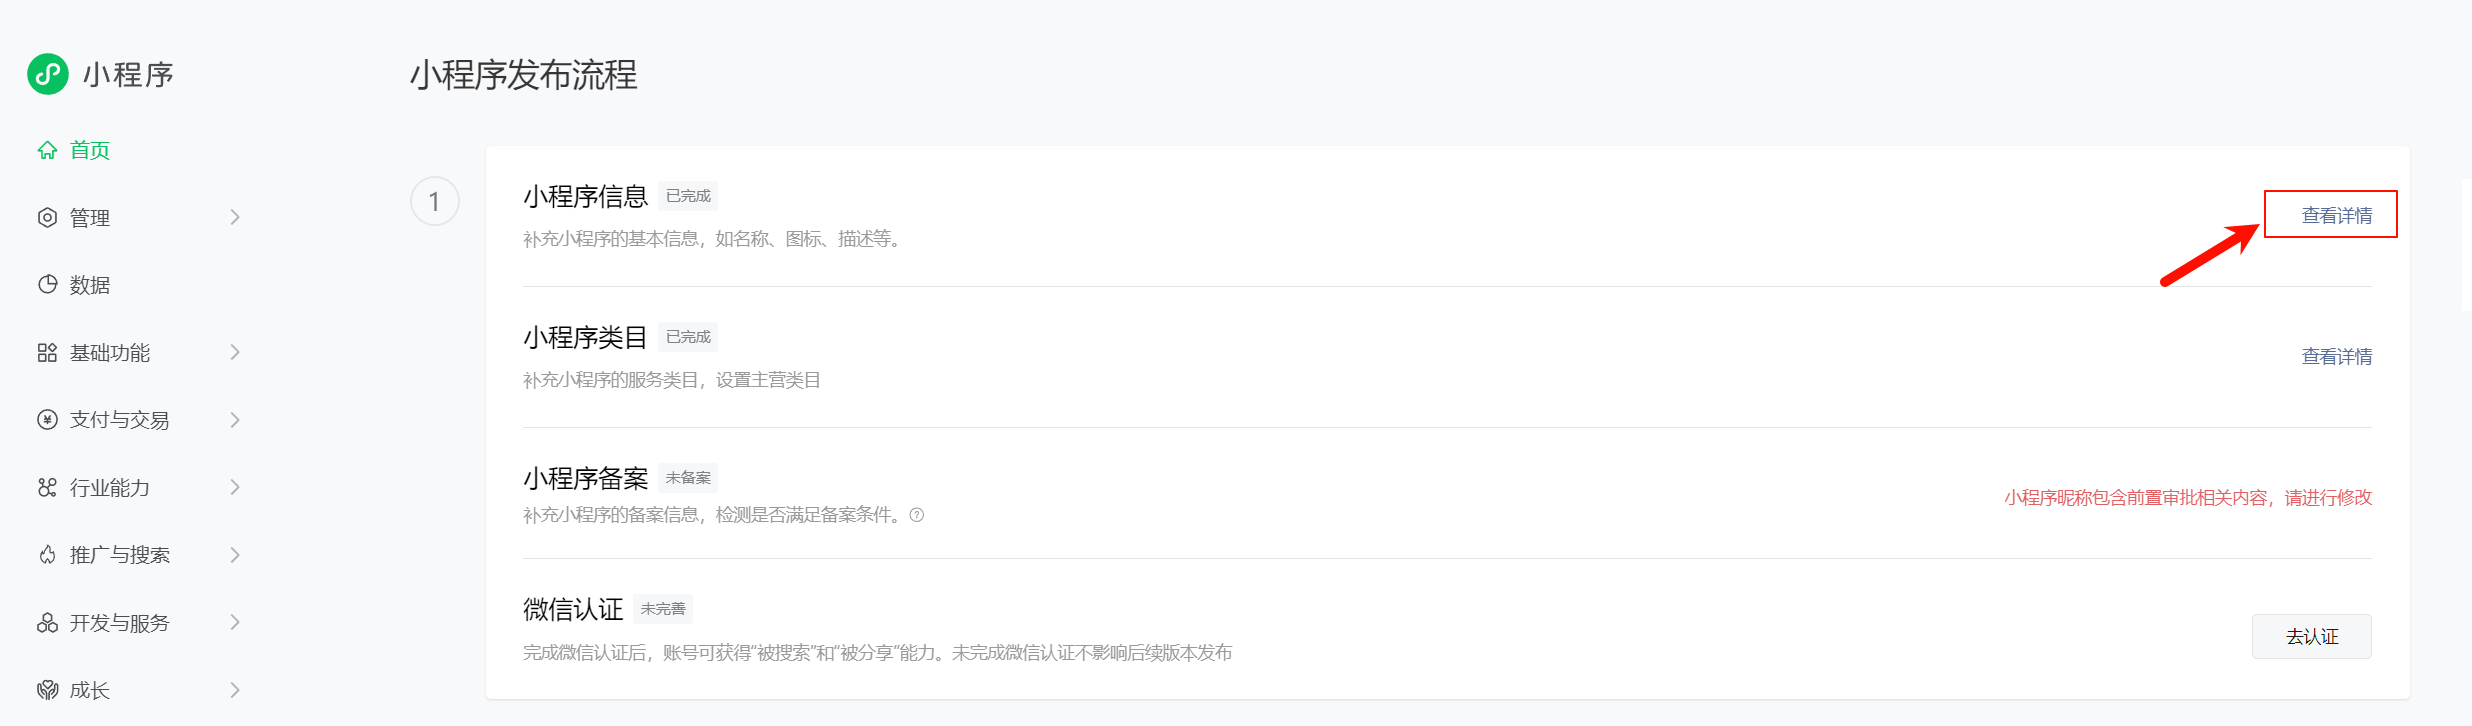 小程序
小程序发布流程
首页
管理
数据
基础功能
支付与交易
行业能力
推广与搜索
开发与服务
成长
1
小程序信息 已完成
查看详情
补充小程序的基本信息，如名称、图标、描述等。
小程序类目 已完成
查看详情
补充小程序的服务类目，设置主营类目
小程序备案 未备案
小程序昵称包含前置审批相关内容，请进行修改
补充小程序的备案信息，检测是否满足备案条件。
微信认证 未完善
去认证
完成微信认证后，账号可获得“被搜索”和“被分享”能力。未完成微信认证不影响后续版本发布